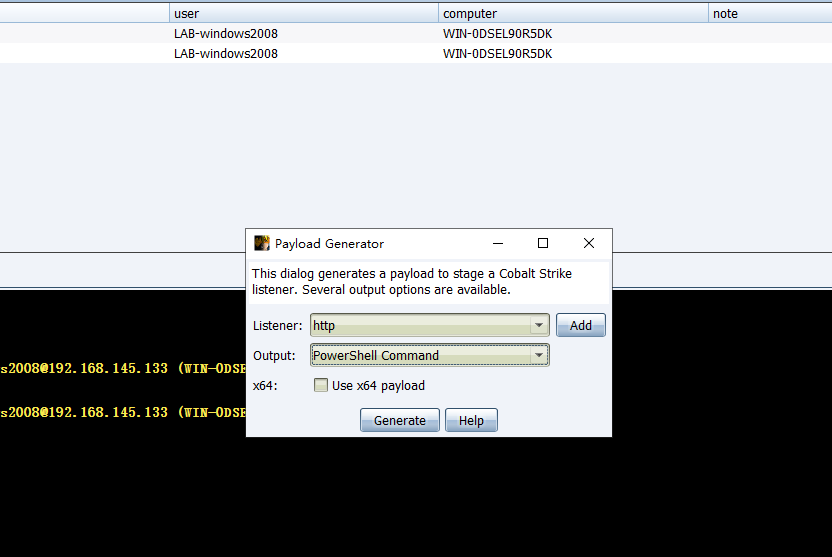 user computer note
LAB-windows2008 WIN-0DSEL90R5DK
LAB-windows2008 WIN-0DSEL90R5DK
Payload Generator
This dialog generates a payload to stage a Cobalt Strike
listener. Several output options are available.
Listener: http Add
Output: PowerShell Command
x64: Use x64 payload
s2008@192.168.145.133 (WIN-0DSE
s2008@192.168.145.133 (WIN-0DSE
Generate Help